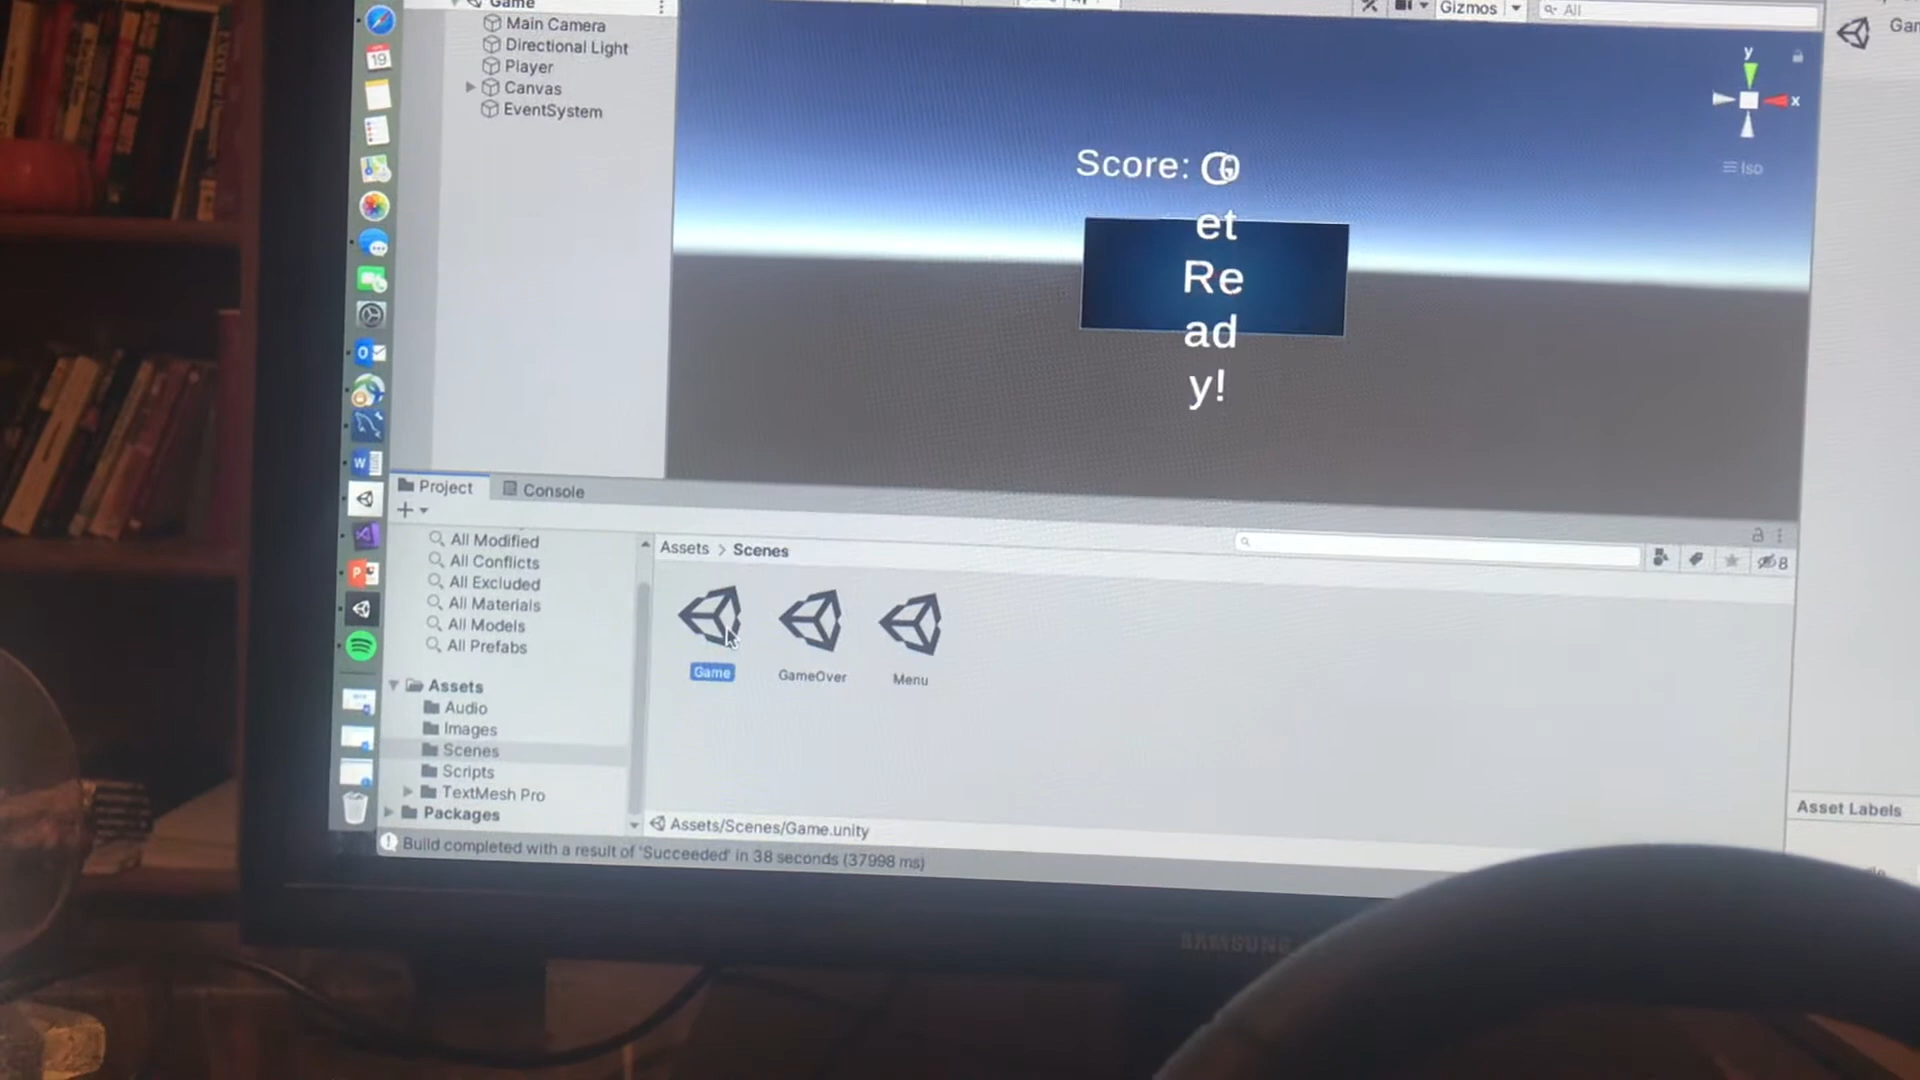 Game
Main Camera
Directional Light
Player
Canvas
EventSystem
Gizmos
All
Gam
y
x
Iso
Score: 0
G
et
Re
ad
y!
19
Project
Console
All Modified
All Conflicts
All Excluded
All Materials
All Models
All Prefabs
Assets
Audio
Images
Scenes
Scripts
TextMesh Pro
Packages
Assets > Scenes
8
Game
GameOver
Menu
Assets/Scenes/Game.unity
Asset Labels
Build completed with a result of 'Succeeded' in 38 seconds (37998 ms)
SAMSUNG